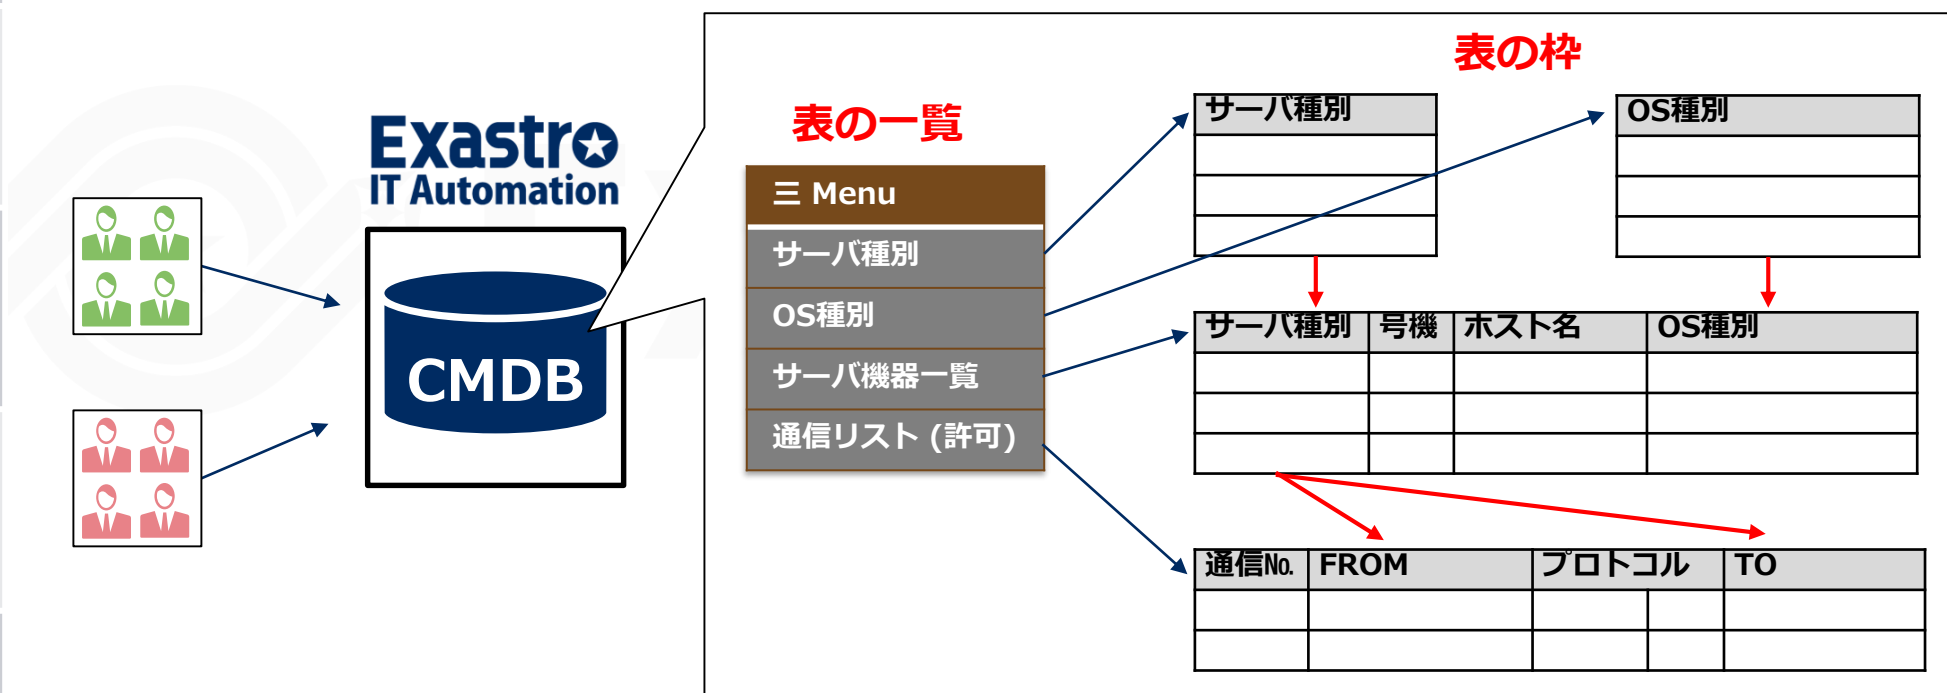 Exastro
IT Automation
CMDB
表の一覧
三 Menu
サーバ種別
OS種別
サーバ機器一覧
通信リスト (許可)
表の枠
サーバ種別
OS種別
サーバ種別 号機 ホスト名 OS種別
通信№ FROM プロトコル TO